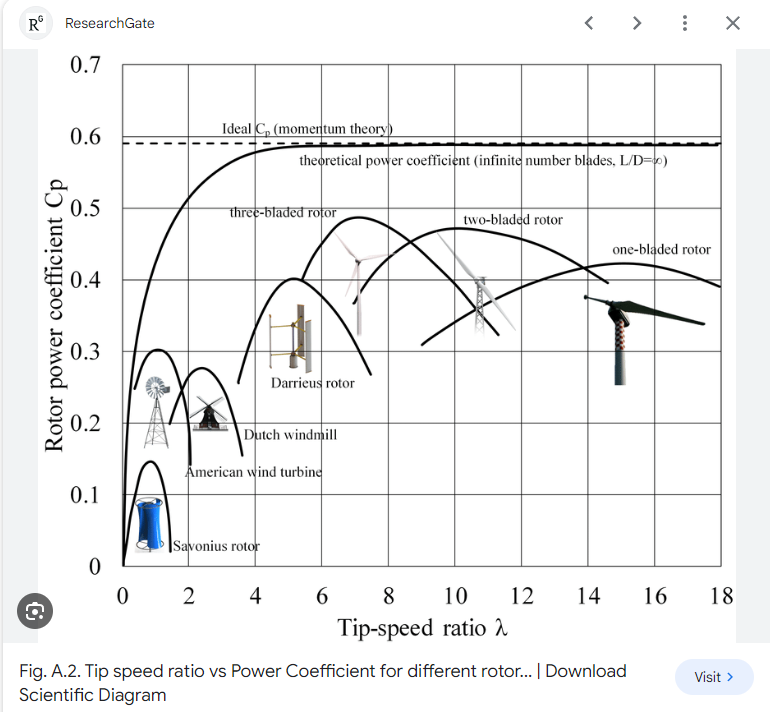 ResearchGate
0.7
0.6
0.5
0.4
0.3
0.2
0.1
0
Rotor power coefficient Cp
Ideal Cp (momentum theory)
theoretical power coefficient (infinite number blades, L/D=∞)
three-bladed rotor
two-bladed rotor
one-bladed rotor
Darrieus rotor
Dutch windmill
American wind turbine
Savonius rotor
0 2 4 6 8 10 12 14 16 18
Tip-speed ratio λ
Fig. A.2. Tip speed ratio vs Power Coefficient for different rotor... | Download
Scientific Diagram
Visit